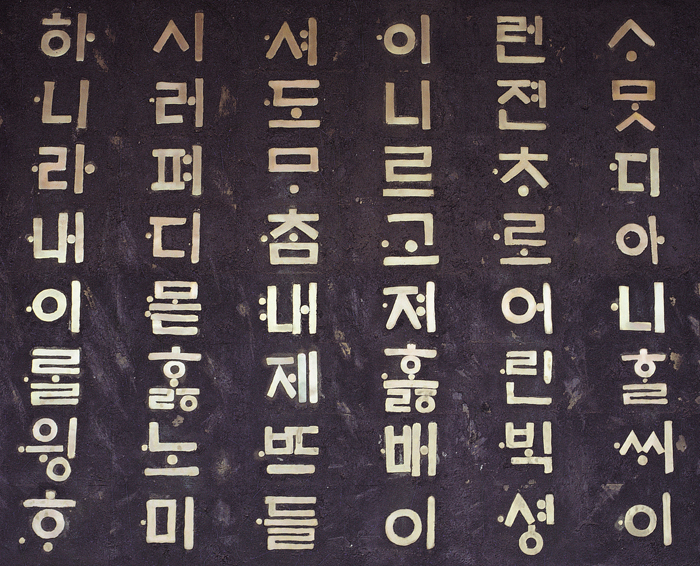 ᄉᆞᄆᆞᆺ디아니ᄒᆞᆯᄊᆡ이
런젼ᄎᆞ로어린ᄇᆡᆨ셩
이니르고져호ᇙ배이
셔도ᄆᆞᄎᆞᆷ내제ᄠᅳ들
시러펴디몯ᄒᆞᇙ노미
하니라내이ᄅᆞᆯ윙ᄒᆞ